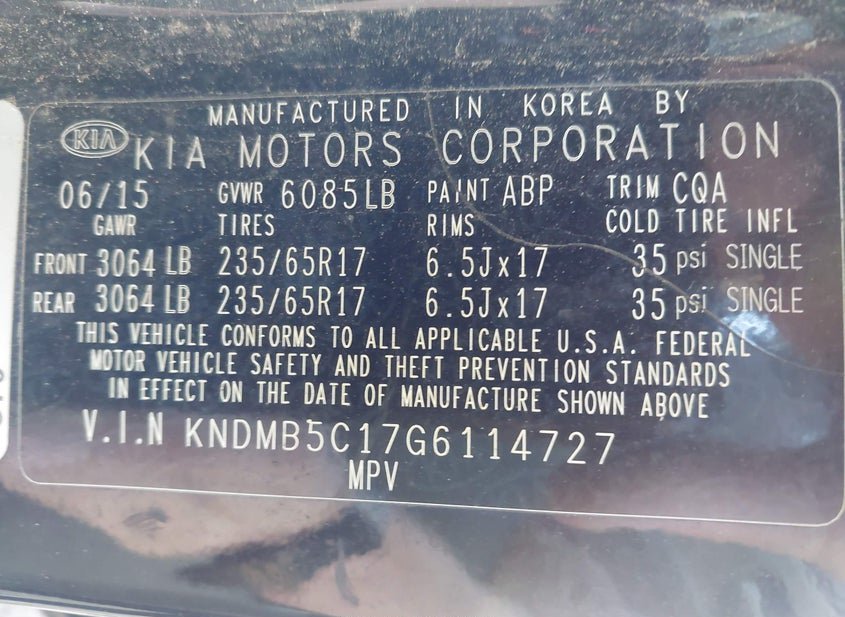 MANUFACTURED IN KOREA BY
KIA KIA MOTORS CORPORATION
06/15 GVWR 6085LB PAINT ABP TRIM CQA
GAWR TIRES RIMS COLD TIRE INFL
FRONT 3064 LB 235/65R17 6.5Jx17 35 psi SINGLE
REAR 3064 LB 235/65R17 6.5Jx17 35 psi SINGLE
THIS VEHICLE CONFORMS TO ALL APPLICABLE U.S.A. FEDERAL
MOTOR VEHICLE SAFETY AND THEFT PREVENTION STANDARDS
IN EFFECT ON THE DATE OF MANUFACTURE SHOWN ABOVE
V.I.N KNDMB5C17G6114727
MPV